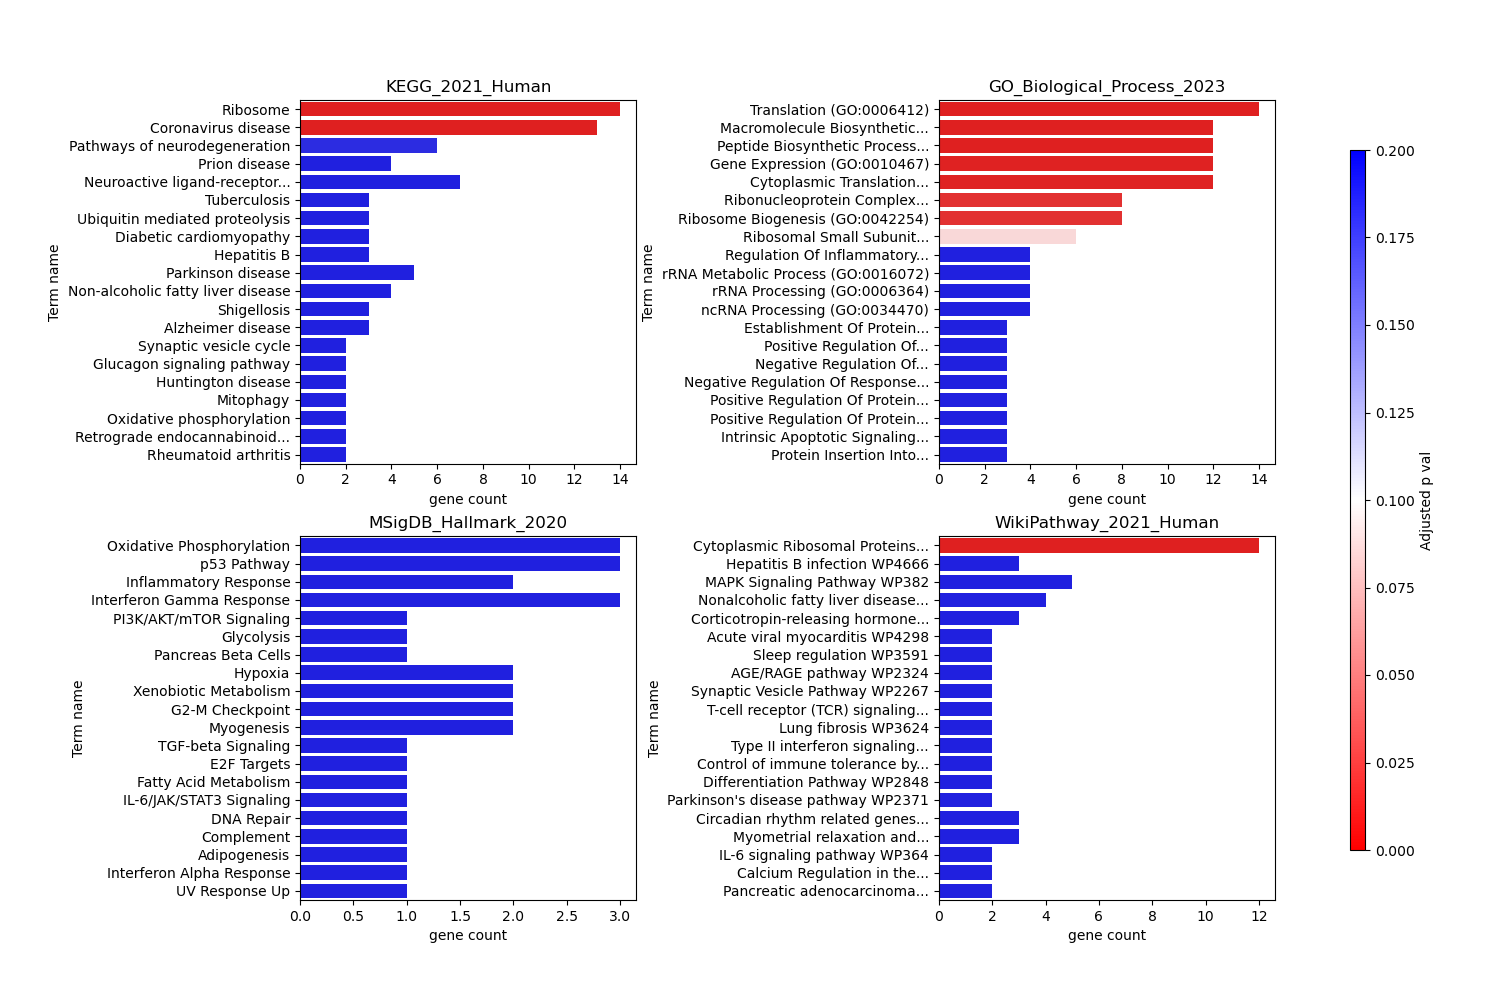 KEGG_2021_Human
Term name
Ribosome
Coronavirus disease
Pathways of neurodegeneration
Prion disease
Neuroactive ligand-receptor...
Tuberculosis
Ubiquitin mediated proteolysis
Diabetic cardiomyopathy
Hepatitis B
Parkinson disease
Non-alcoholic fatty liver disease
Shigellosis
Alzheimer disease
Synaptic vesicle cycle
Glucagon signaling pathway
Huntington disease
Mitophagy
Oxidative phosphorylation
Retrograde endocannabinoid...
Rheumatoid arthritis
0 2 4 6 8 10 12 14
gene count
GO_Biological_Process_2023
Term name
Translation (GO:0006412)
Macromolecule Biosynthetic...
Peptide Biosynthetic Process...
Gene Expression (GO:0010467)
Cytoplasmic Translation...
Ribonucleoprotein Complex...
Ribosome Biogenesis (GO:0042254)
Ribosomal Small Subunit...
Regulation Of Inflammatory...
rRNA Metabolic Process (GO:0016072)
rRNA Processing (GO:0006364)
ncRNA Processing (GO:0034470)
Establishment Of Protein...
Positive Regulation Of...
Negative Regulation Of...
Negative Regulation Of Response...
Positive Regulation Of Protein...
Positive Regulation Of Protein...
Intrinsic Apoptotic Signaling...
Protein Insertion Into...
0 2 4 6 8 10 12 14
gene count
MSigDB_Hallmark_2020
Term name
Oxidative Phosphorylation
p53 Pathway
Inflammatory Response
Interferon Gamma Response
PI3K/AKT/mTOR Signaling
Glycolysis
Pancreas Beta Cells
Hypoxia
Xenobiotic Metabolism
G2-M Checkpoint
Myogenesis
TGF-beta Signaling
E2F Targets
Fatty Acid Metabolism
IL-6/JAK/STAT3 Signaling
DNA Repair
Complement
Adipogenesis
Interferon Alpha Response
UV Response Up
0.0 0.5 1.0 1.5 2.0 2.5 3.0
gene count
WikiPathway_2021_Human
Term name
Cytoplasmic Ribosomal Proteins...
Hepatitis B infection WP4666
MAPK Signaling Pathway WP382
Nonalcoholic fatty liver disease...
Corticotropin-releasing hormone...
Acute viral myocarditis WP4298
Sleep regulation WP3591
AGE/RAGE pathway WP2324
Synaptic Vesicle Pathway WP2267
T-cell receptor (TCR) signaling...
Lung fibrosis WP3624
Type II interferon signaling...
Control of immune tolerance by...
Differentiation Pathway WP2848
Parkinson's disease pathway WP2371
Circadian rhythm related genes...
Myometrial relaxation and...
IL-6 signaling pathway WP364
Calcium Regulation in the...
Pancreatic adenocarcinoma...
0 2 4 6 8 10 12
gene count
0.200
0.175
0.150
0.125
0.100
0.075
0.050
0.025
0.000
Adjusted p val